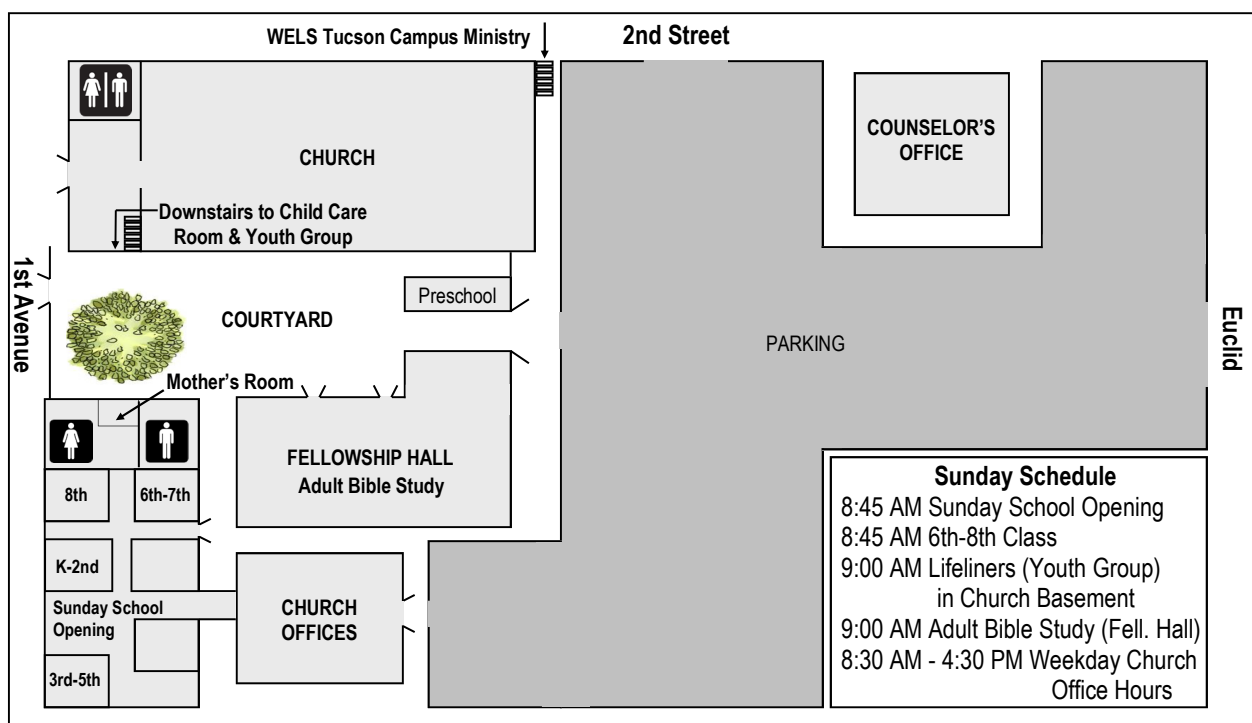 WELS Tucson Campus Ministry
2nd Street
CHURCH
COUNSELOR'S
OFFICE
Downstairs to Child Care
Room & Youth Group
1st Avenue
Preschool
COURTYARD
PARKING
Euclid
Mother's Room
FELLOWSHIP HALL
Adult Bible Study
8th
6th-7th
K-2nd
Sunday School
Opening
3rd-5th
CHURCH
OFFICES
Sunday Schedule
8:45 AM Sunday School Opening
8:45 AM 6th-8th Class
9:00 AM Lifeliners (Youth Group)
in Church Basement
9:00 AM Adult Bible Study (Fell. Hall)
8:30 AM - 4:30 PM Weekday Church
Office Hours